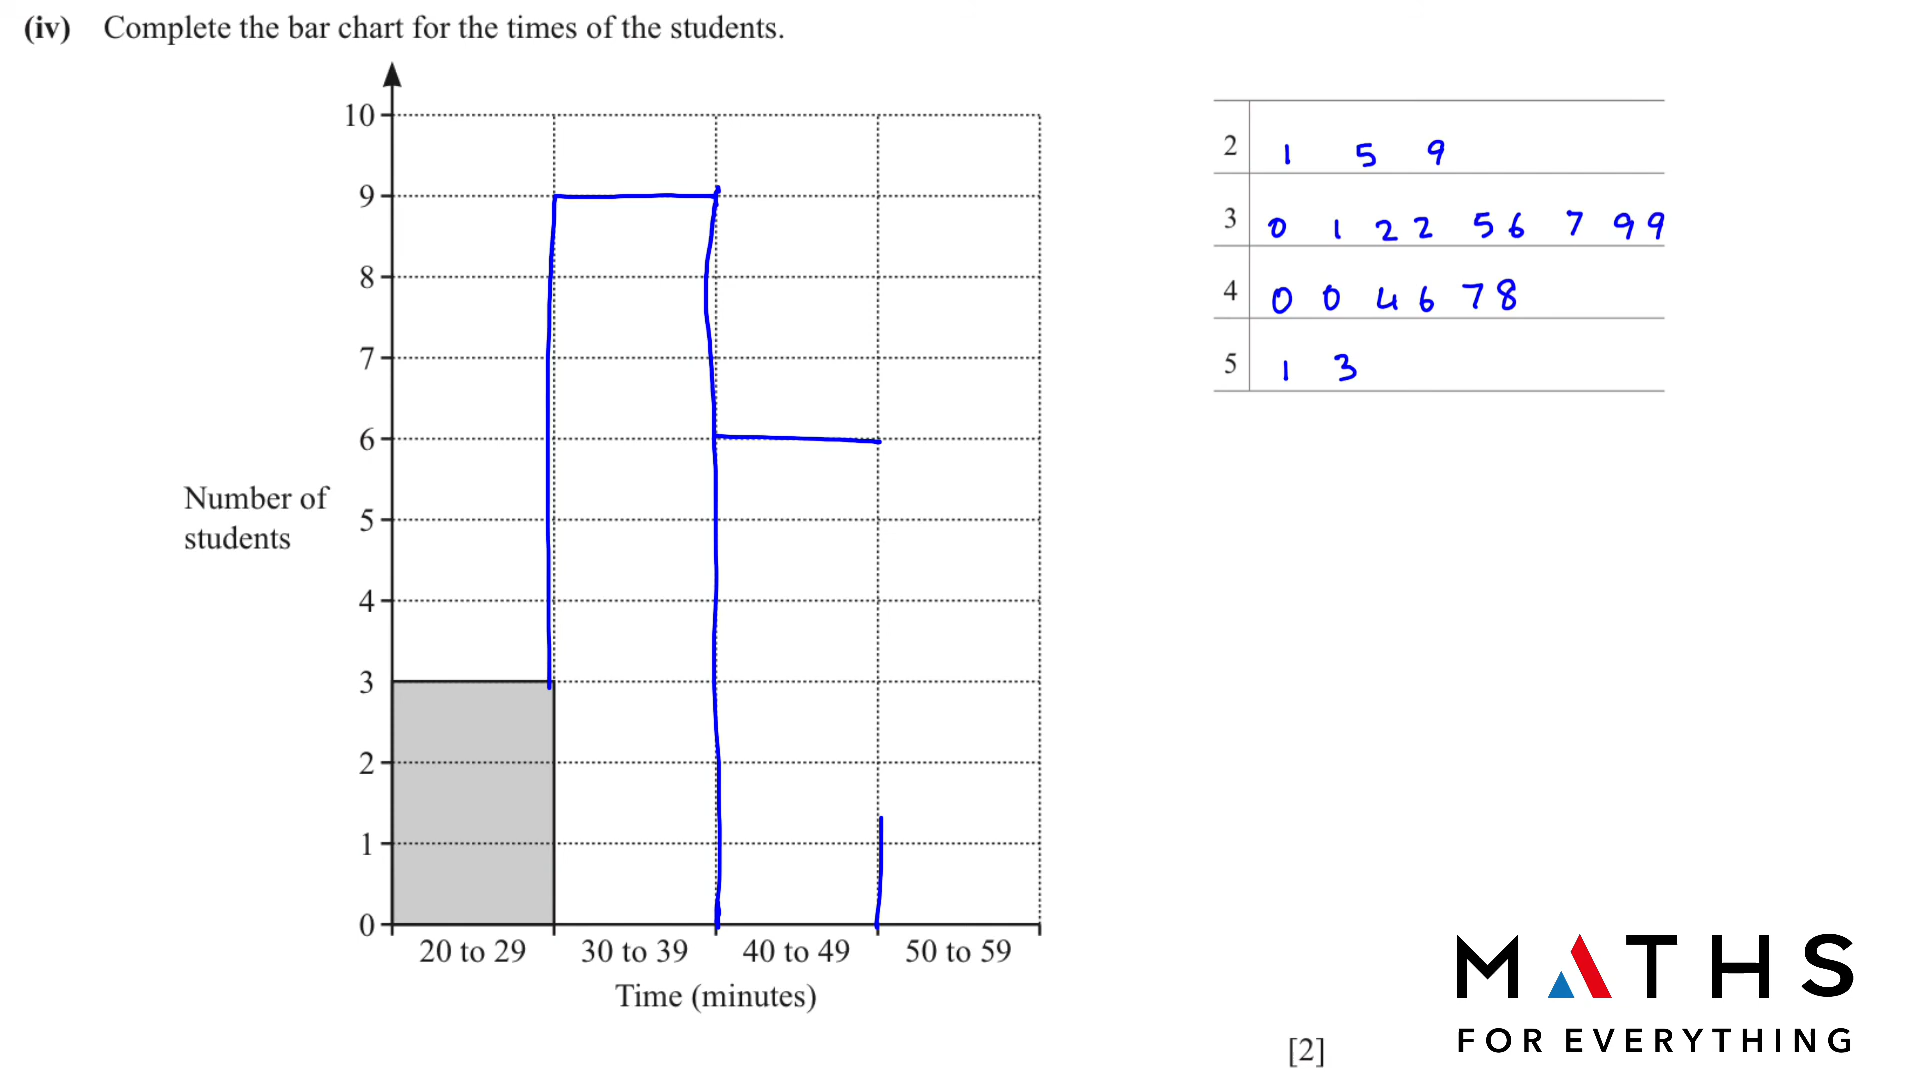 (iv) Complete the bar chart for the times of the students.
10
9
8
7
6
5
4
3
2
1
0
Number of
students
20 to 29 30 to 39 40 to 49 50 to 59
Time (minutes)
2 1 5 9
3 0 1 2 2 5 6 7 9 9
4 0 0 4 6 7 8
5 1 3
[2]
MATHS
FOR EVERYTHING